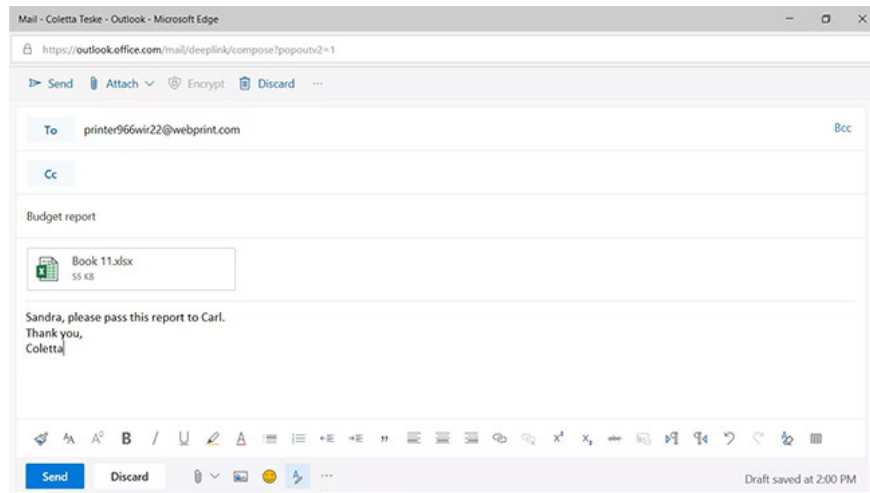 Mail - Coletta Teske - Outlook - Microsoft Edge
https://outlook.office.com/mail/deeplink/compose?popoutv2=1
Send Attach Encrypt Discard ...
To printer966wir22@webprint.com Bcc
Cc
Budget report
Book 11.xlsx
55 KB
Sandra, please pass this report to Carl.
Thank you,
Coletta
Send Discard ... Draft saved at 2:00 PM